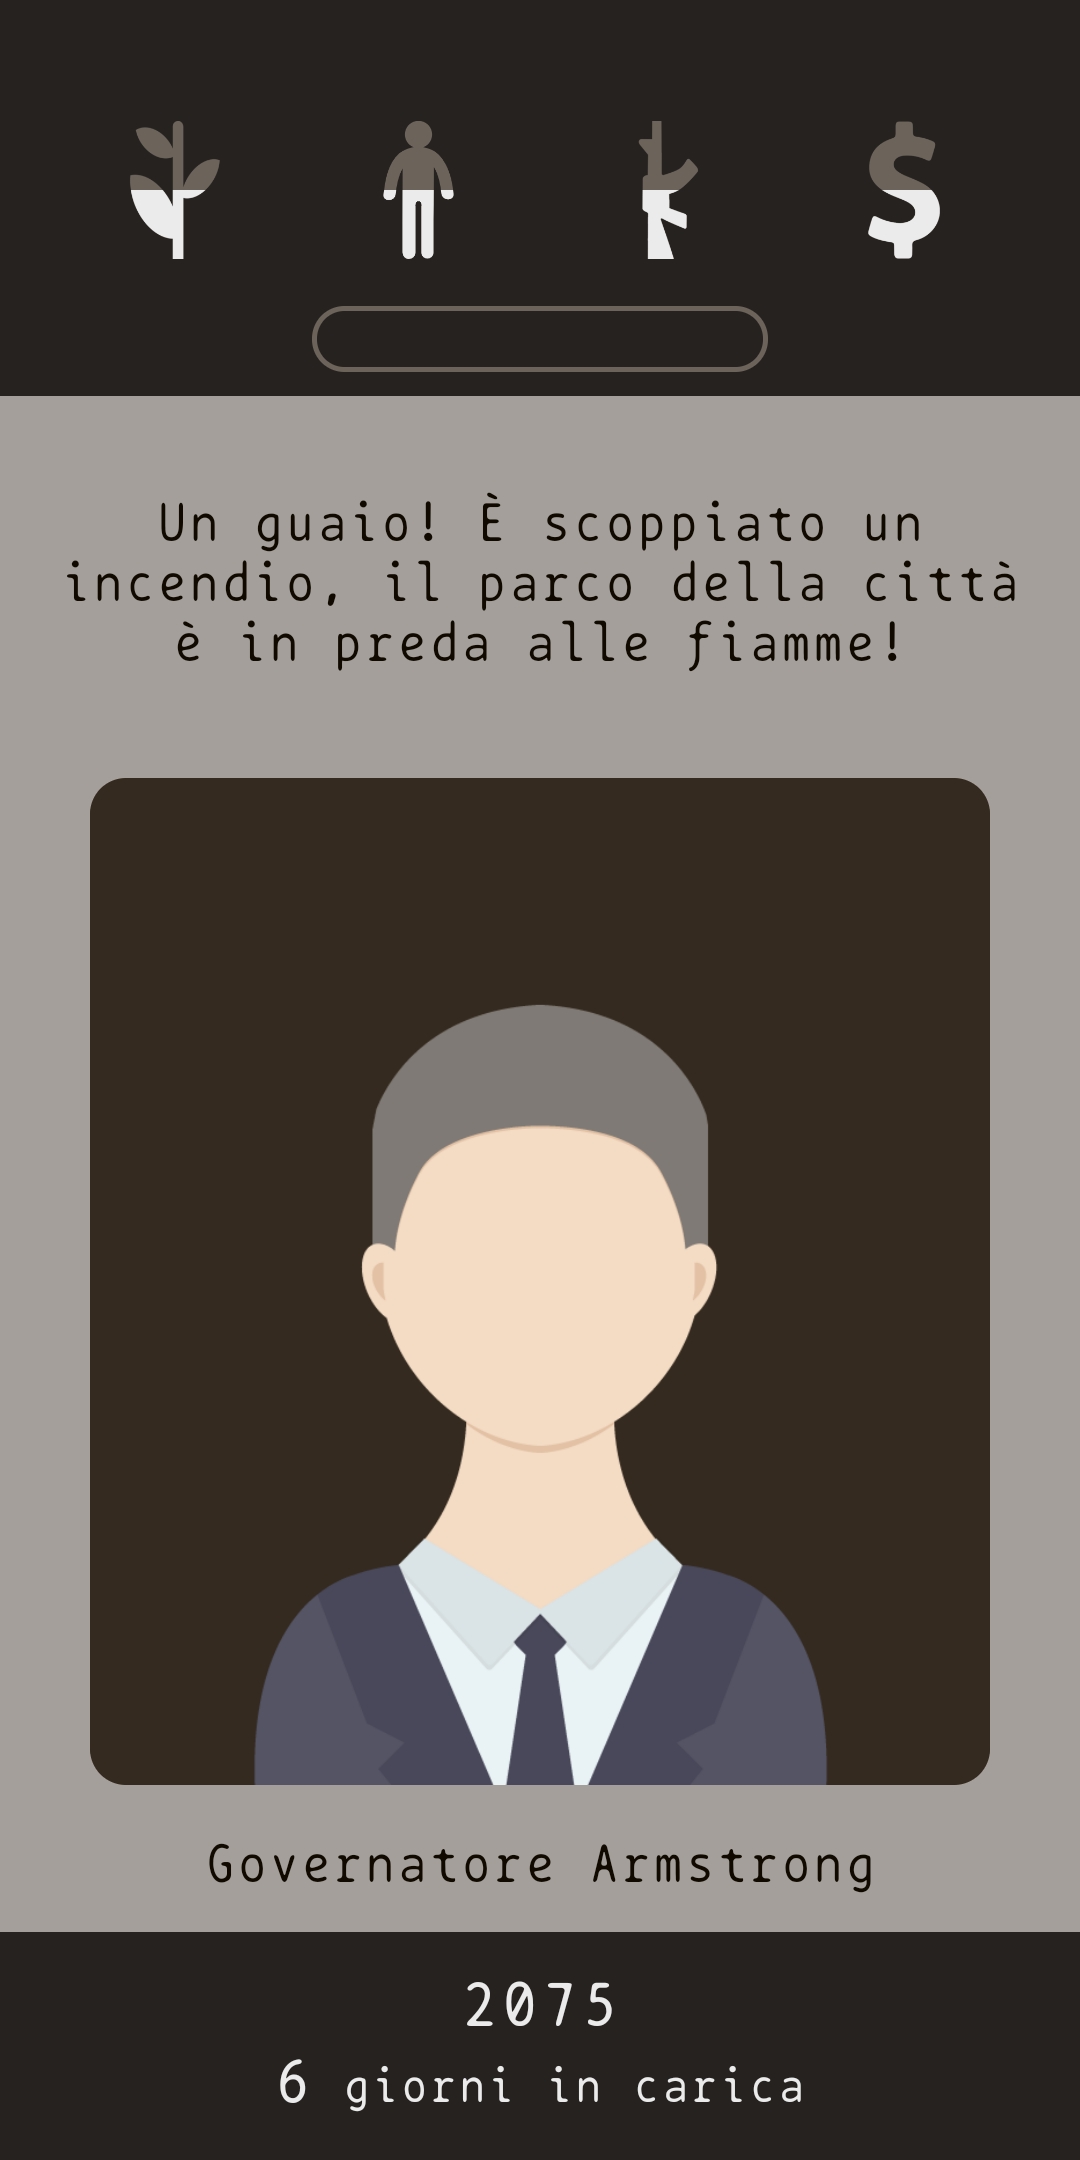 Un guaio! È scoppiato un
incendio, il parco della città
è in preda alle fiamme!
Governatore Armstrong
2075
6 giorni in carica